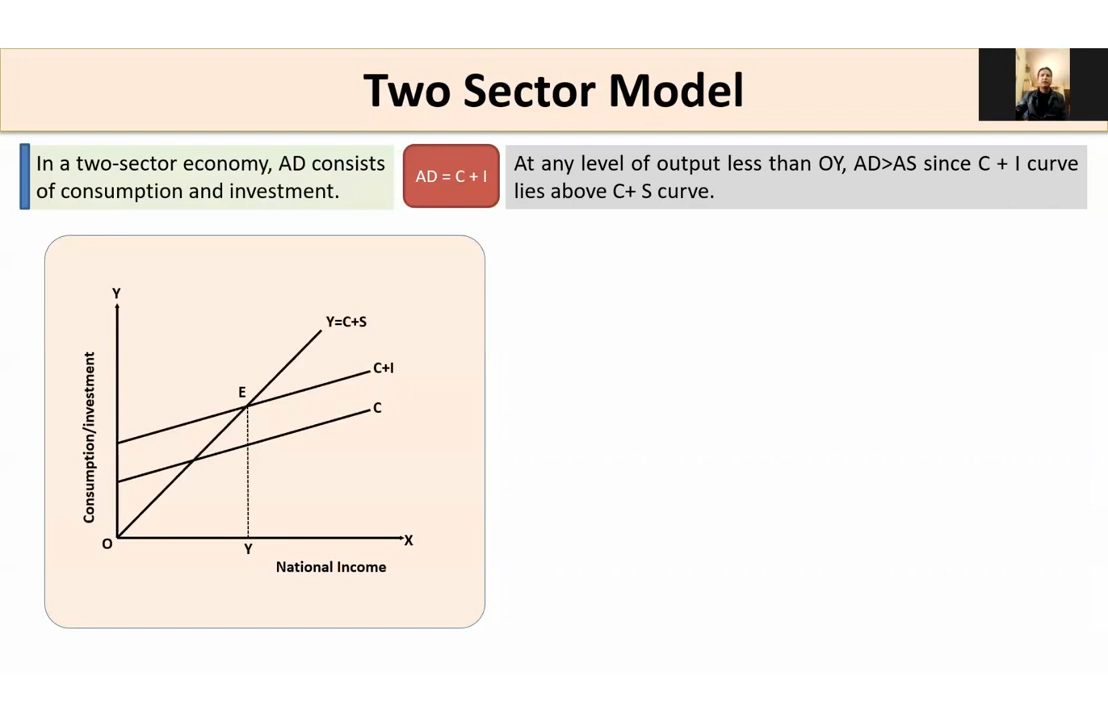 Two Sector Model
In a two-sector economy, AD consists
of consumption and investment.
AD = C + I
At any level of output less than OY, AD>AS since C + I curve
lies above C+ S curve.
Y
Y=C+S
C+I
E
C
Consumption/investment
O
Y
X
National Income